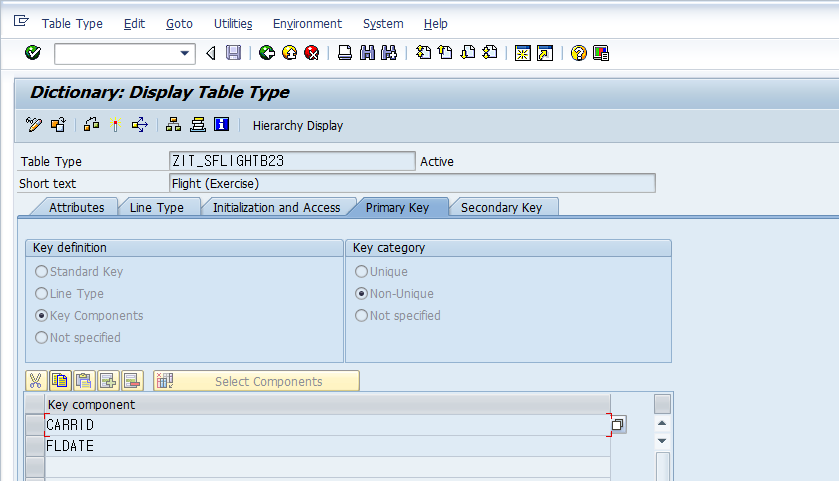 Table Type Edit Goto Utilities Environment System Help
Dictionary: Display Table Type
Hierarchy Display
Table Type ZIT_SFLIGHTB23 Active
Short text Flight (Exercise)
Attributes Line Type Initialization and Access Primary Key Secondary Key
Key definition Key category
Standard Key Unique
Line Type Non-Unique
Key Components Not specified
Not specified
Select Components
Key component
CARRID
FLDATE